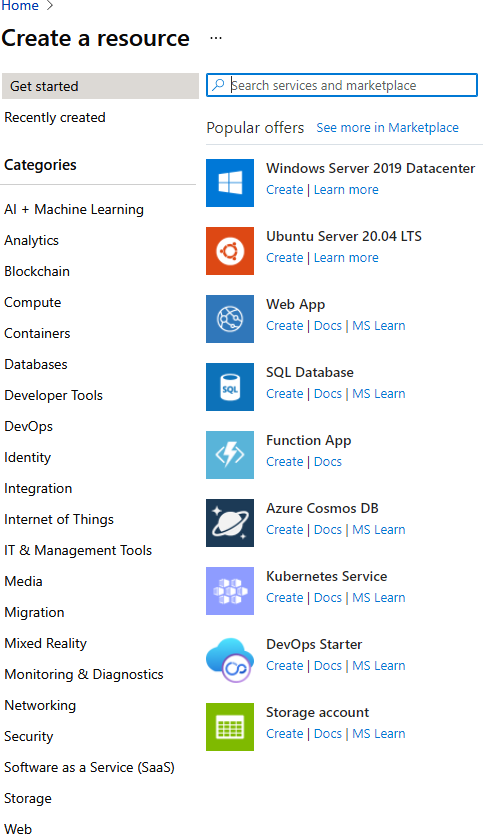 Home >
Create a resource ...
Get started
Recently created
Categories
AI + Machine Learning
Analytics
Blockchain
Compute
Containers
Databases
Developer Tools
DevOps
Identity
Integration
Internet of Things
IT & Management Tools
Media
Migration
Mixed Reality
Monitoring & Diagnostics
Networking
Security
Software as a Service (SaaS)
Storage
Web
Search services and marketplace
Popular offers See more in Marketplace
Windows Server 2019 Datacenter
Create | Learn more
Ubuntu Server 20.04 LTS
Create | Learn more
Web App
Create | Docs | MS Learn
SQL
SQL Database
Create | Docs | MS Learn
Function App
Create | Docs
Azure Cosmos DB
Create | Docs | MS Learn
Kubernetes Service
Create | Docs | MS Learn
DevOps Starter
Create | Docs | MS Learn
Storage account
Create | Docs | MS Learn